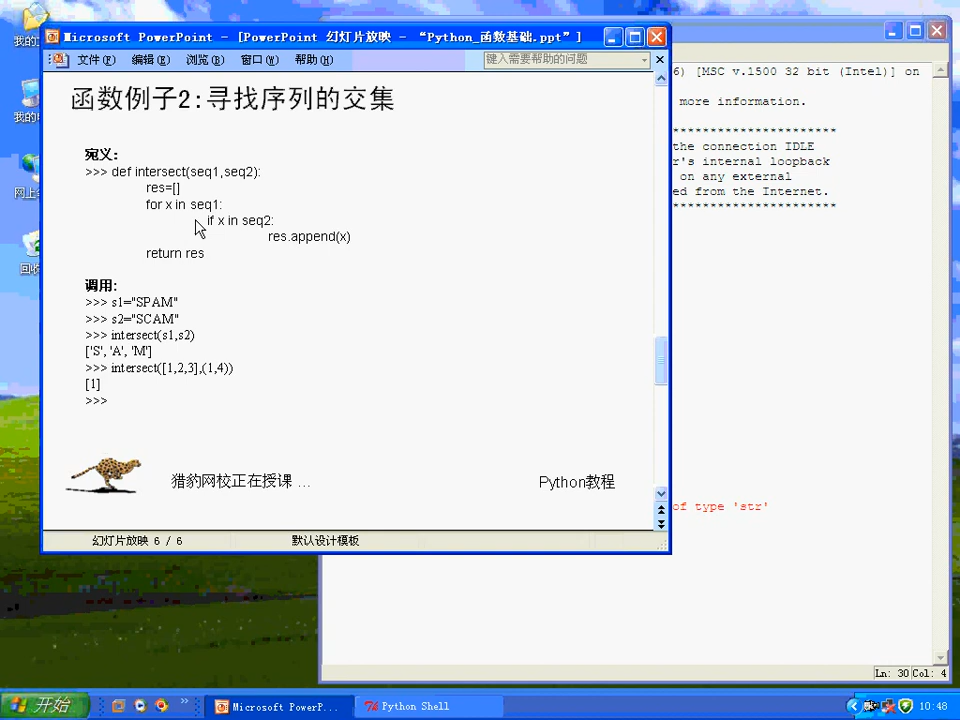 Microsoft PowerPoint - [PowerPoint 幻灯片放映 - “Python_函数基础.ppt”]
文件(F) 编辑(E) 浏览(B) 窗口(W) 帮助(H)
键入需要帮助的问题
函数例子2:寻找序列的交集
宛义:
>>> def intersect(seq1,seq2):
res=[]
for x in seq1:
if x in seq2:
res.append(x)
return res
调用:
>>> s1="SPAM"
>>> s2="SCAM"
>>> intersect(s1,s2)
['S', 'A', 'M']
>>> intersect([1,2,3],(1,4))
[1]
>>>
猎豹网校正在授课 ...
Python教程
幻灯片放映 6 / 6
默认设计模板
6) [MSC v.1500 32 bit (Intel)] on
more information.
**********************
the connection IDLE
r's internal loopback
on any external
ed from the Internet.
**********************
of type 'str'
Ln: 30 Col: 4
我的
网上
回收
开始
Microsoft PowerP...
Python Shell
10:48